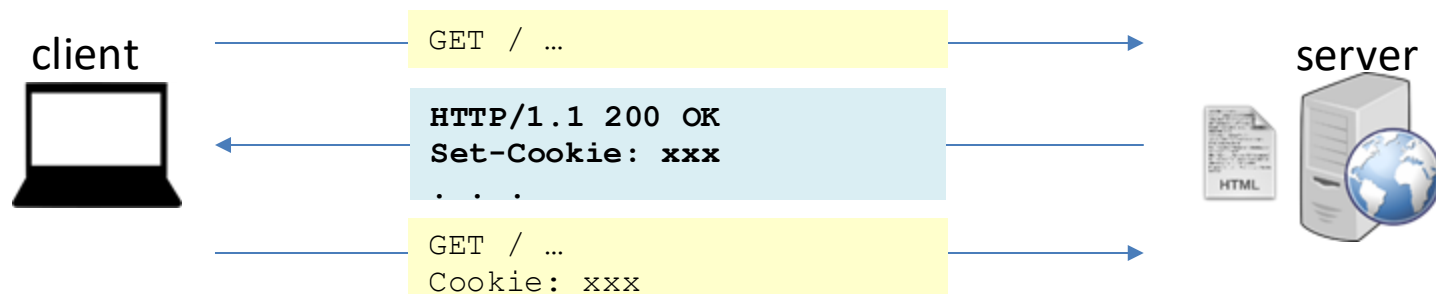 client
GET / …
server
HTTP/1.1 200 OK
Set-Cookie: xxx
. . .
HTML
GET / …
Cookie: xxx